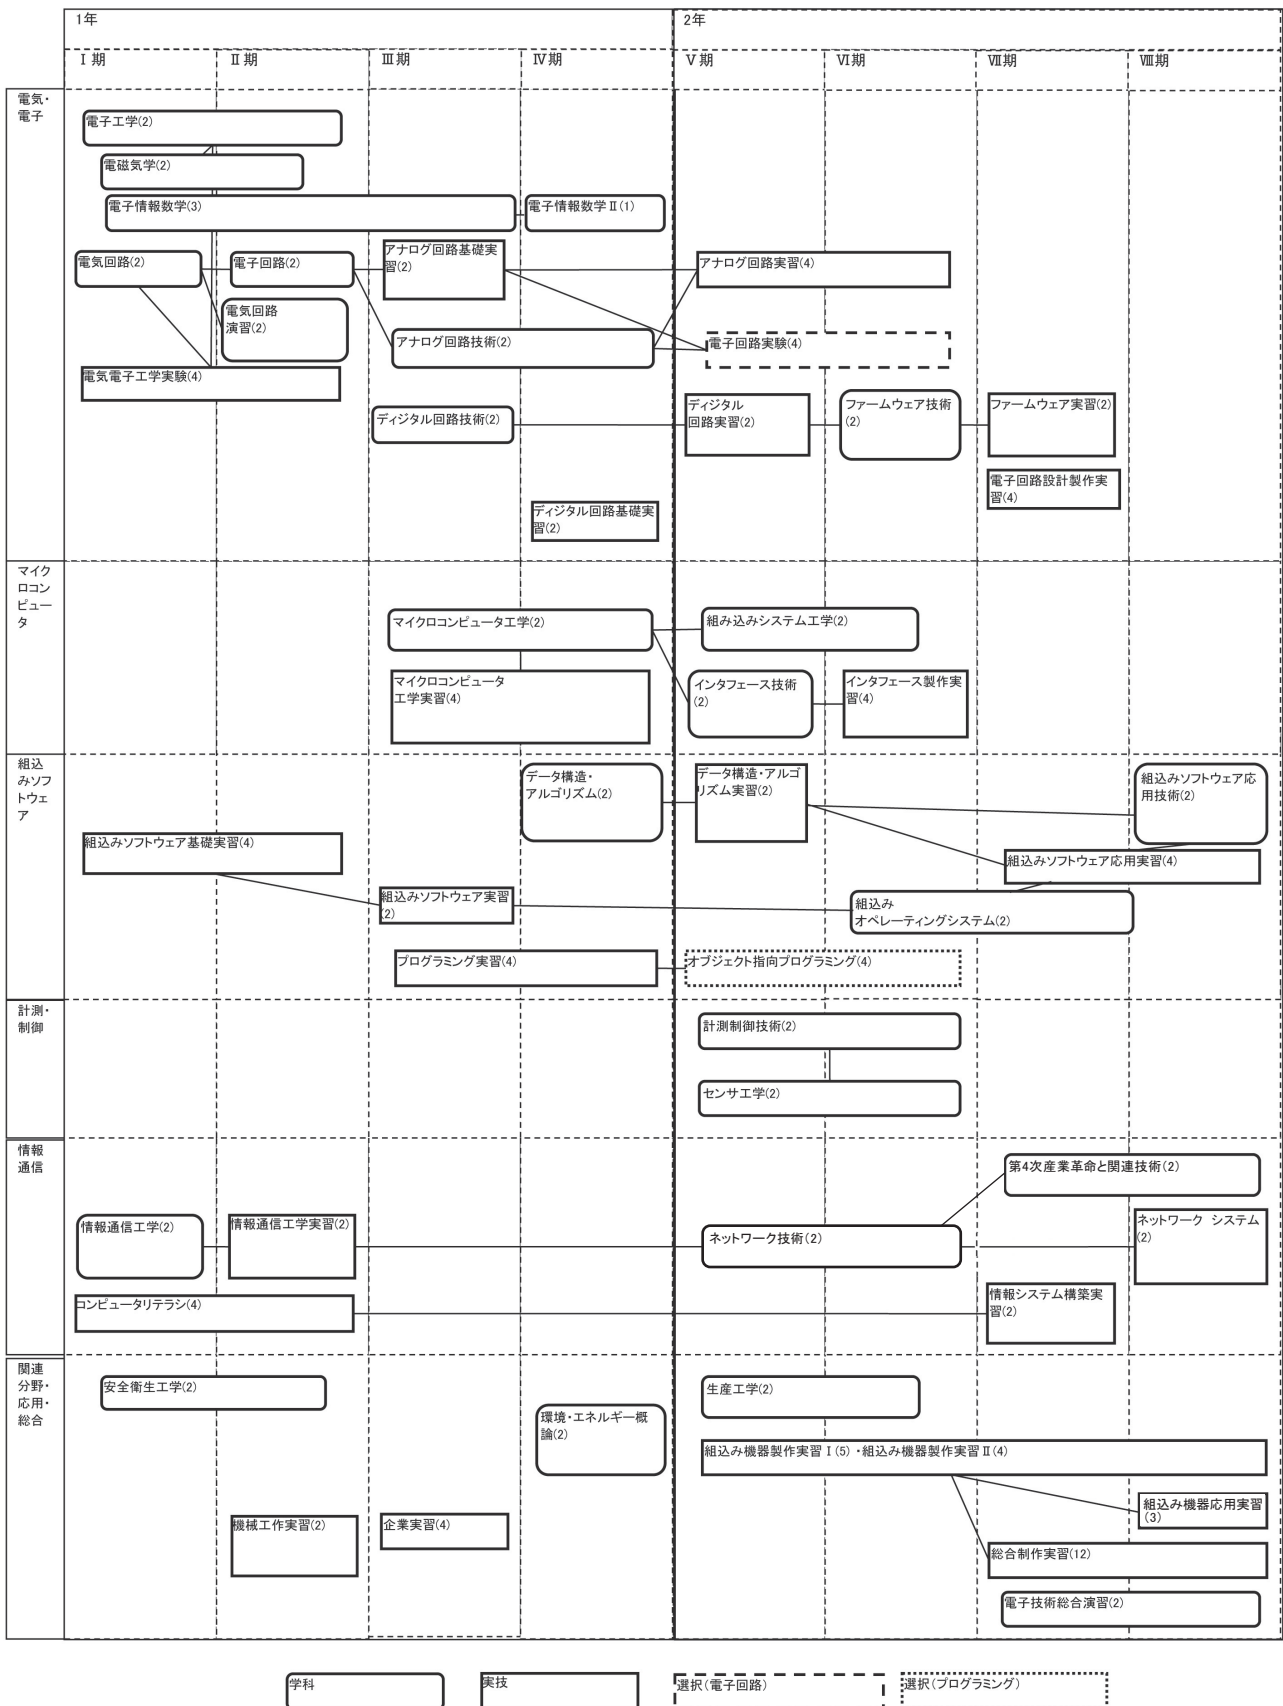 1年
2年
Ⅰ期
Ⅱ期
Ⅲ期
Ⅳ期
Ⅴ期
Ⅵ期
Ⅶ期
Ⅷ期
電気・
電子
電子工学(2)
電磁気学(2)
電子情報数学(3)
電子情報数学Ⅱ(1)
電気回路(2)
電子回路(2)
アナログ回路基礎実
習(2)
アナログ回路実習(4)
電気回路
演習(2)
アナログ回路技術(2)
電子回路実験(4)
電気電子工学実験(4)
ディジタル回路技術(2)
ディジタル
回路実習(2)
ファームウェア技術
(2)
ファームウェア実習(2)
電子回路設計製作実
習(4)
ディジタル回路基礎実
習(2)
マイク
ロコン
ピュー
タ
マイクロコンピュータ工学(2)
組み込みシステム工学(2)
マイクロコンピュータ
工学実習(4)
インタフェース技術
(2)
インタフェース製作実
習(4)
組込
みソフ
トウェ
ア
データ構造・
アルゴリズム(2)
データ構造・アルゴ
リズム実習(2)
組込みソフトウェア応
用技術(2)
組込みソフトウェア基礎実習(4)
組込みソフトウェア応用実習(4)
組込みソフトウェア実習
(2)
組込み
オペレーティングシステム(2)
プログラミング実習(4)
オブジェクト指向プログラミング(4)
計測・
制御
計測制御技術(2)
センサ工学(2)
情報
通信
第4次産業革命と関連技術(2)
情報通信工学(2)
情報通信工学実習(2)
ネットワーク技術(2)
ネットワーク システム
(2)
コンピュータリテラシ(4)
情報システム構築実
習(2)
関連
分野・
応用・
総合
安全衛生工学(2)
環境・エネルギー概
論(2)
生産工学(2)
組込み機器製作実習Ⅰ(5)・組込み機器製作実習Ⅱ(4)
機械工作実習(2)
企業実習(4)
組込み機器応用実習
(3)
総合制作実習(12)
電子技術総合演習(2)
学科
実技
選択(電子回路)
選択(プログラミング)